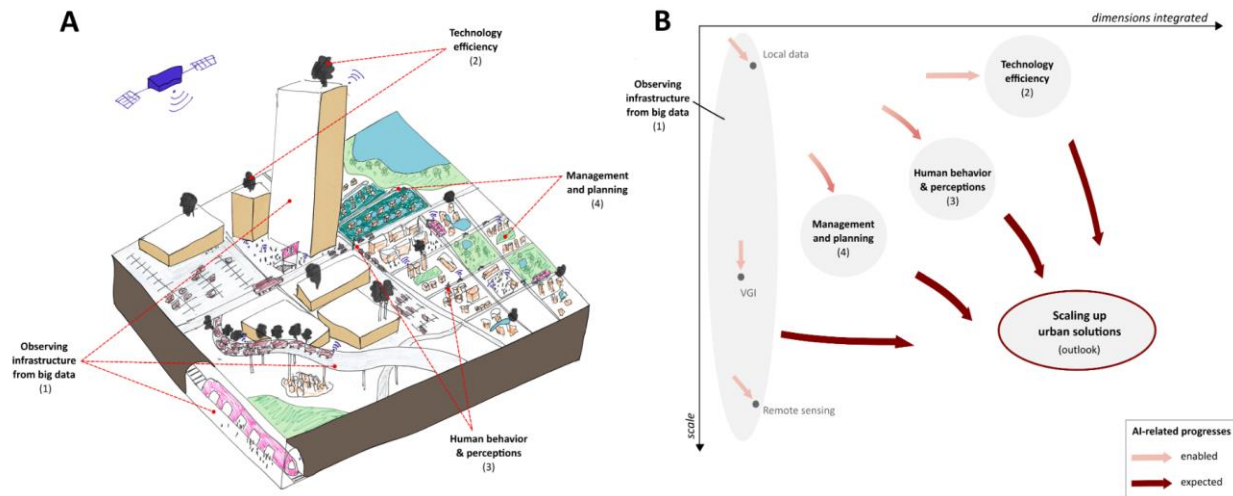 A
Technology
efficiency
(2)
Management
and planning
(4)
Observing
infrastructure
from big data
(1)
Human behavior
& perceptions
(3)
B
dimensions integrated
Local data
Technology
efficiency
(2)
Observing
infrastructure
from big data
(1)
Human behavior
& perceptions
(3)
Management
and planning
(4)
VGI
Scaling up
urban solutions
(outlook)
Remote sensing
scale
AI-related progresses
enabled
expected